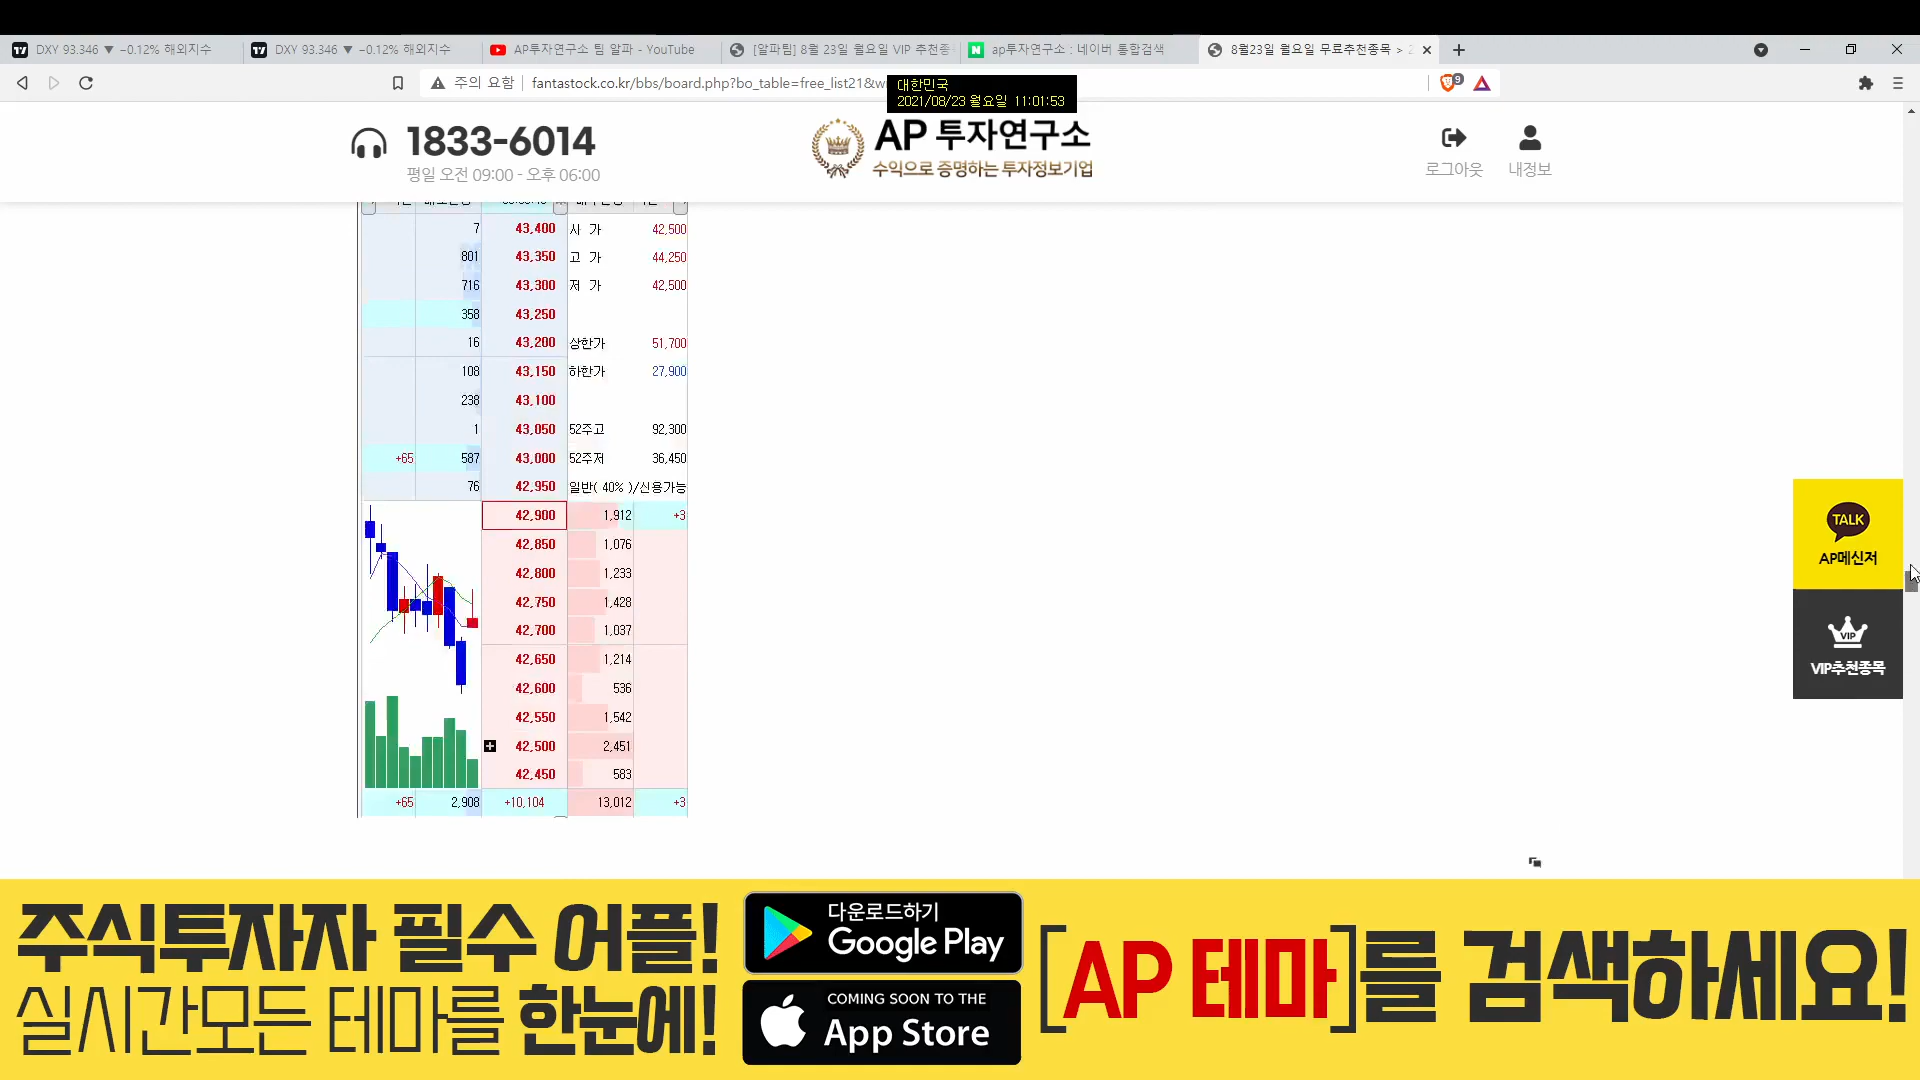 DXY 93.346 ▼ −0.12% 해외지수
DXY 93.346 ▼ −0.12% 해외지수
AP투자연구소 팀 알파 - YouTube
[알파팀] 8월 23일 월요일 VIP 추천종
ap투자연구소 : 네이버 통합검색
8월23일 월요일 무료추천종목 >
주의 요함
fantastock.co.kr/bbs/board.php?bo_table=free_list21&w
9
대한민국
2021/08/23 월요일 11:01:53
1833-6014
평일 오전 09:00 - 오후 06:00
AP 투자연구소
수익으로 증명하는 투자정보기업
로그아웃
내정보
7 43,400 시 가 42,500
801 43,350 고 가 44,250
716 43,300 저 가 42,500
358 43,250
16 43,200 상한가 51,700
108 43,150 하한가 27,900
238 43,100
1 43,050 52주고 92,300
+65 587 43,000 52주저 36,450
76 42,950 일반( 40% )/신용가능
42,900 1,912 +3
42,850 1,076
42,800 1,233
42,750 1,428
42,700 1,037
42,650 1,214
42,600 536
42,550 1,542
42,500 2,451
42,450 583
+65 2,908 +10,104 13,012 +3
TALK
AP메신저
VIP
VIP추천종목
주식투자자 필수 어플!
실시간모든 테마를 한눈에!
다운로드하기
Google Play
COMING SOON TO THE
App Store
[AP 테마]를 검색하세요!